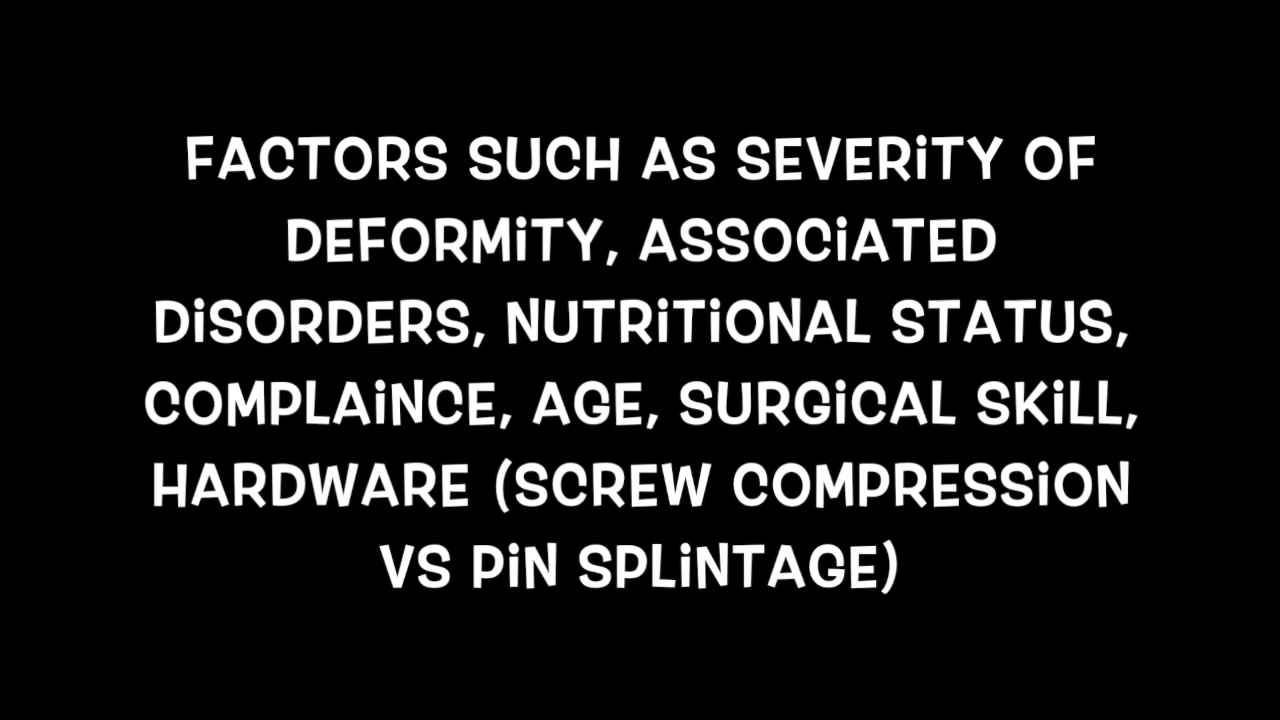 FACTORS SUCH AS SEVERITY OF
DEFORMITY, ASSOCIATED
DISORDERS, NUTRITIONAL STATUS,
COMPLAINCE, AGE, SURGICAL SKILL,
HARDWARE (SCREW COMPRESSION
VS PIN SPLINTAGE)